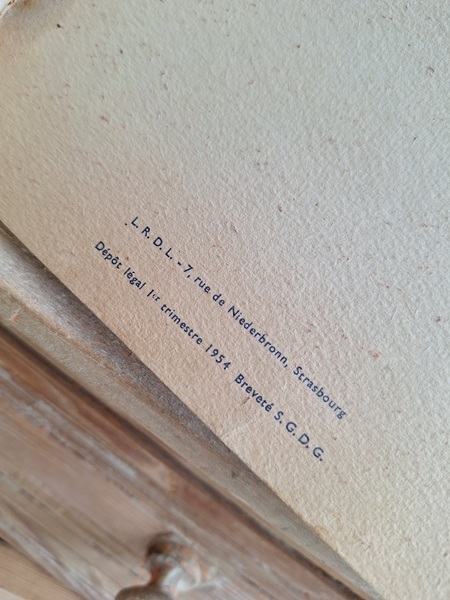 L. R. D. L. - 7, rue de Niederbronn, Strasbourg
Dépôt légal 1er trimestre 1954 Breveté S. G. D. G.